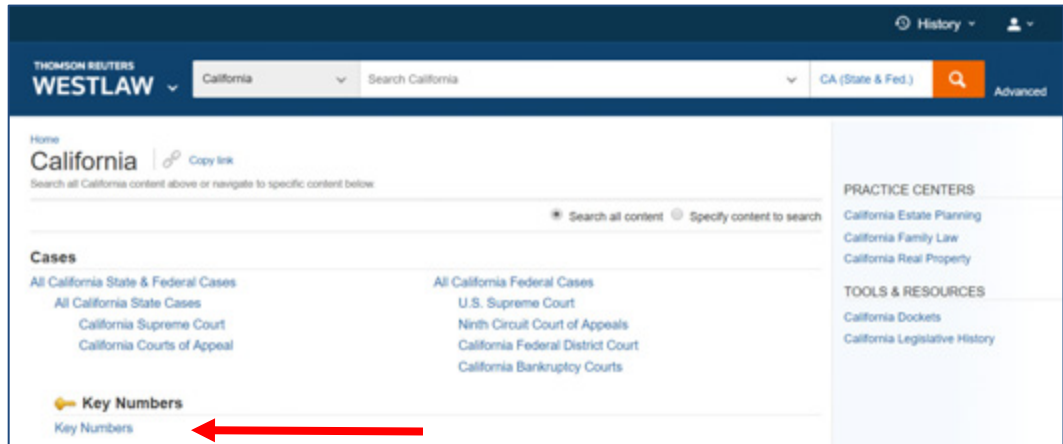 History
THOMSON REUTERS
WESTLAW
California
Search California
CA (State & Fed.)
Advanced
Home
California
Copy link
Search all California content above or navigate to specific content below
Search all content
Specify content to search
Cases
All California State & Federal Cases
All California State Cases
California Supreme Court
California Courts of Appeal
All California Federal Cases
U.S. Supreme Court
Ninth Circuit Court of Appeals
California Federal District Court
California Bankruptcy Courts
Key Numbers
Key Numbers
PRACTICE CENTERS
California Estate Planning
California Family Law
California Real Property
TOOLS & RESOURCES
California Dockets
California Legislative History